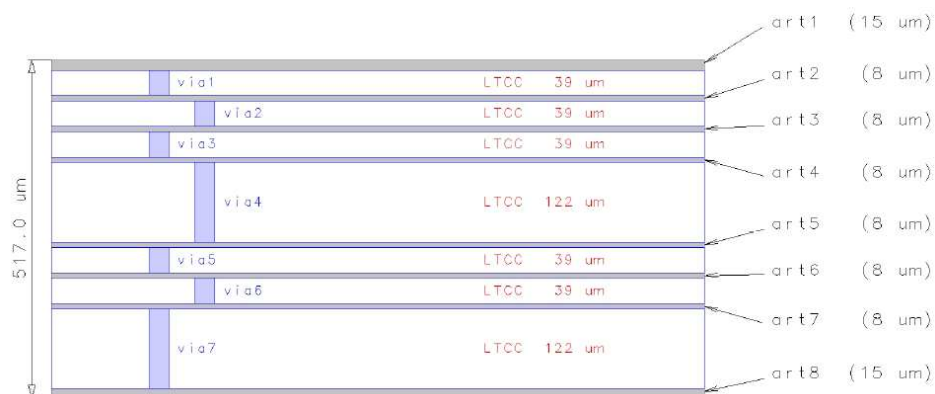 art1 (15 um)
via1 LTCC 39 um
art2 (8 um)
via2 LTCC 39 um
art3 (8 um)
via3 LTCC 39 um
art4 (8 um)
via4 LTCC 122 um
517.0 um
art5 (8 um)
via5 LTCC 39 um
art6 (8 um)
via6 LTCC 39 um
art7 (8 um)
via7 LTCC 122 um
art8 (15 um)